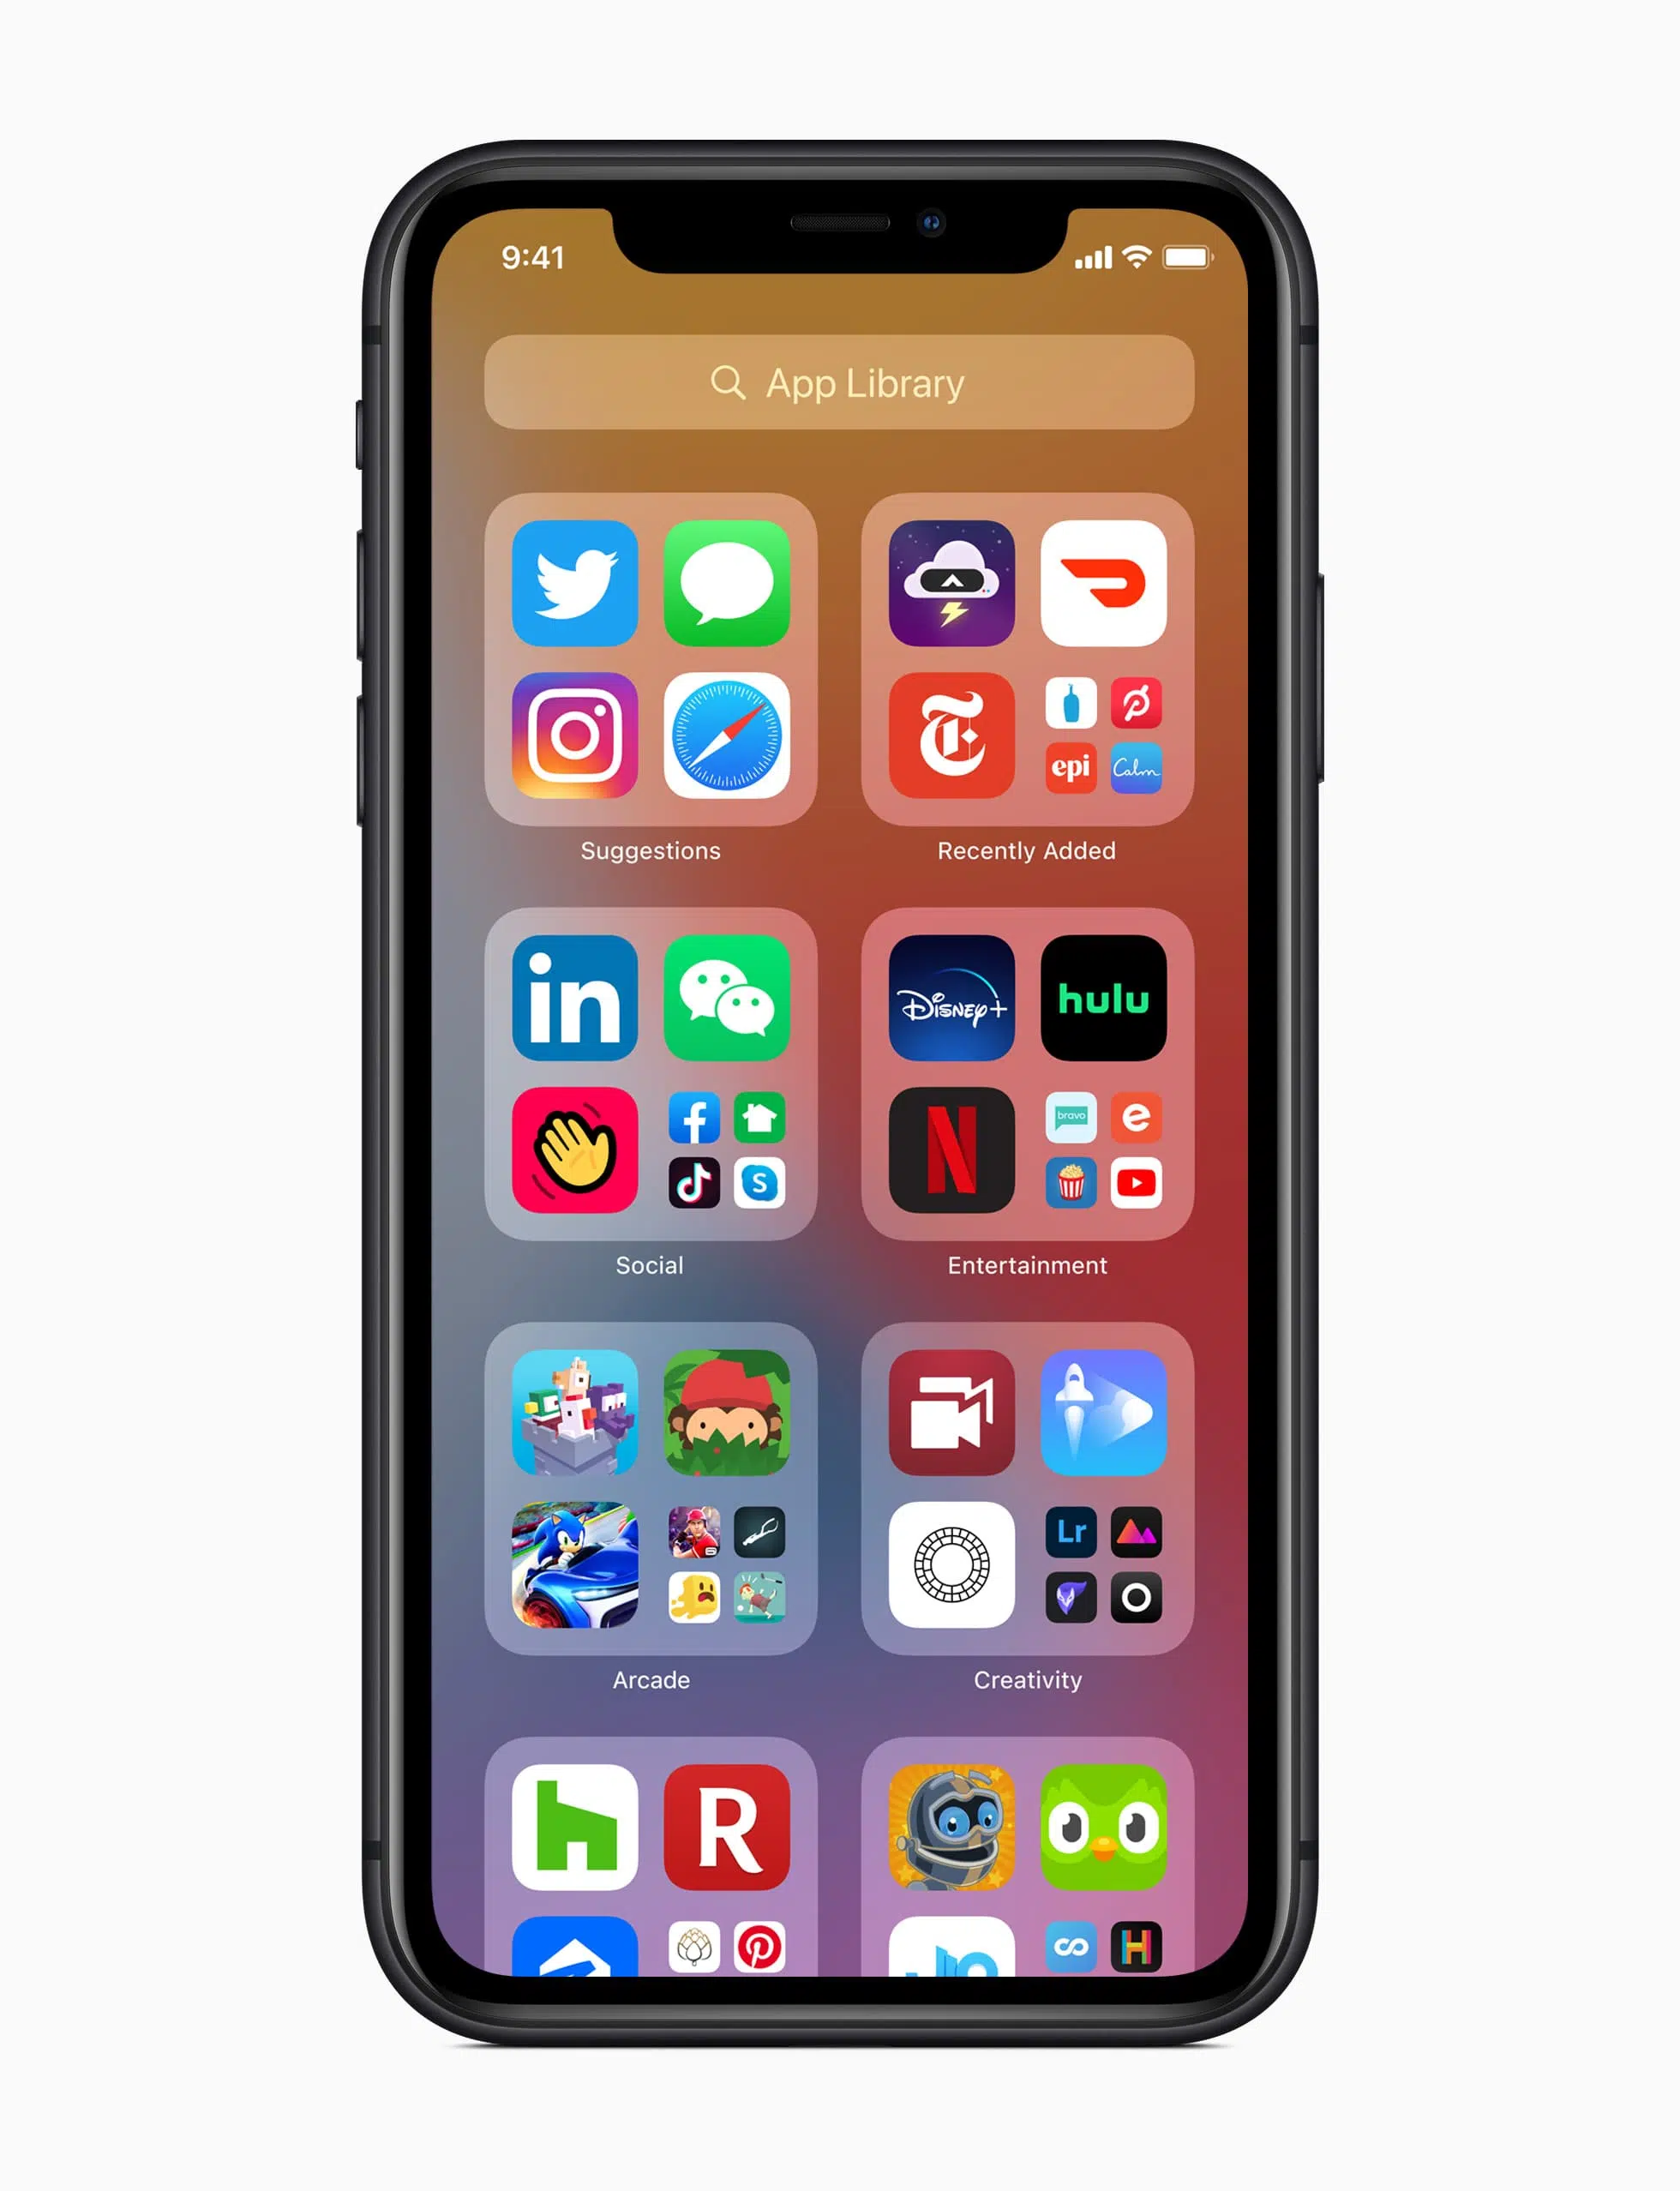 9:41
App Library
epi
Calm
Suggestions
Recently Added
in
Disney+
hulu
bravo
Social
Entertainment
Lr
Arcade
Creativity
R